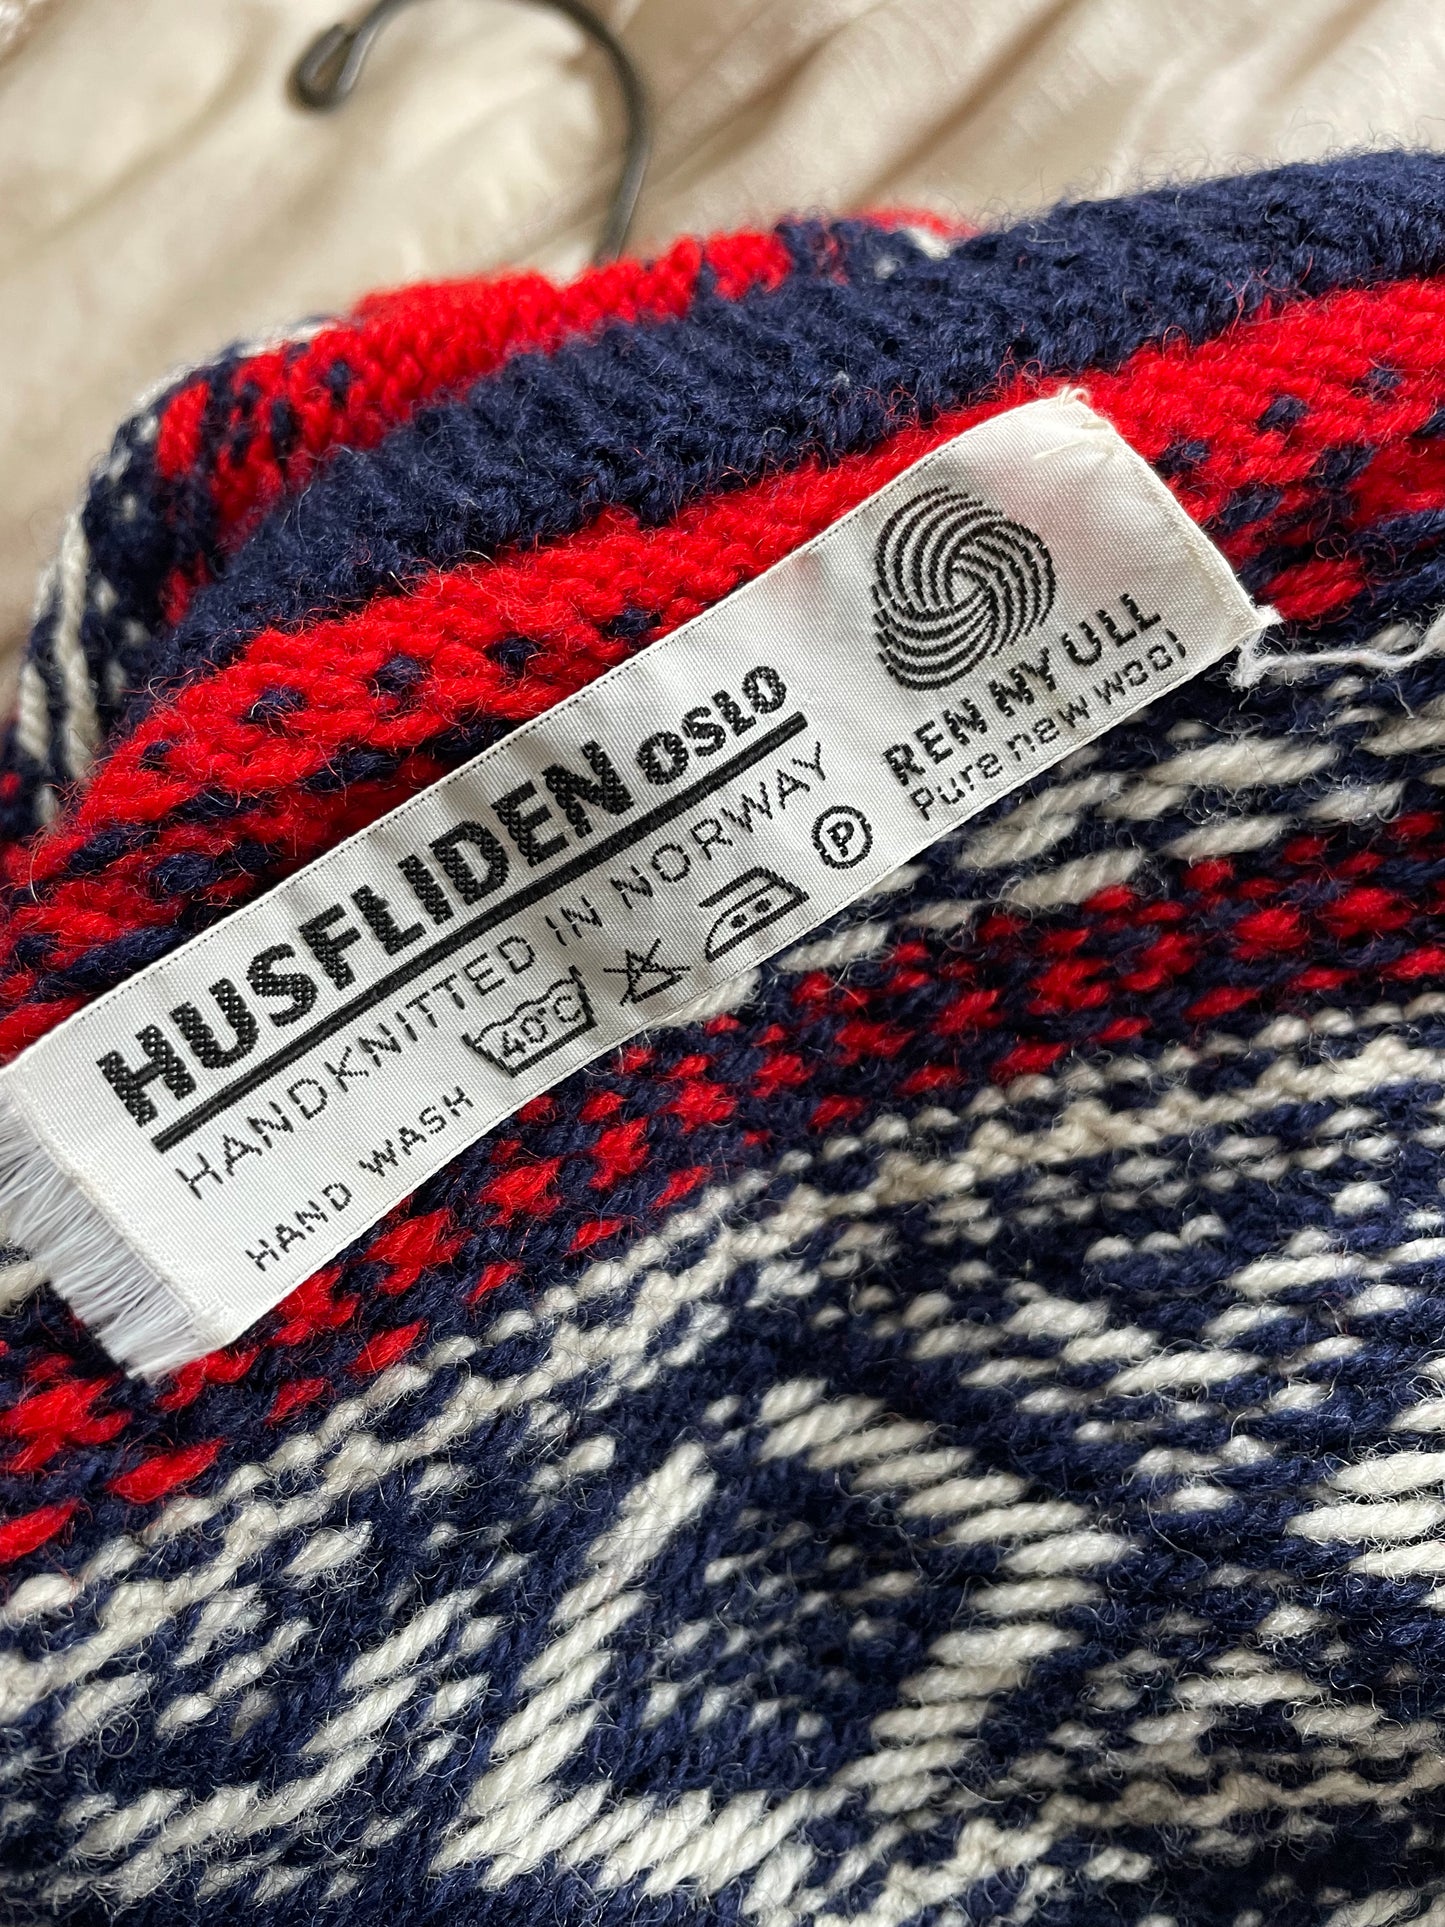 HUSFLIDEN OSLO
HANDKNITTED IN NORWAY
HAND WASH 40°C P
REN NY ULL
Pure new wool